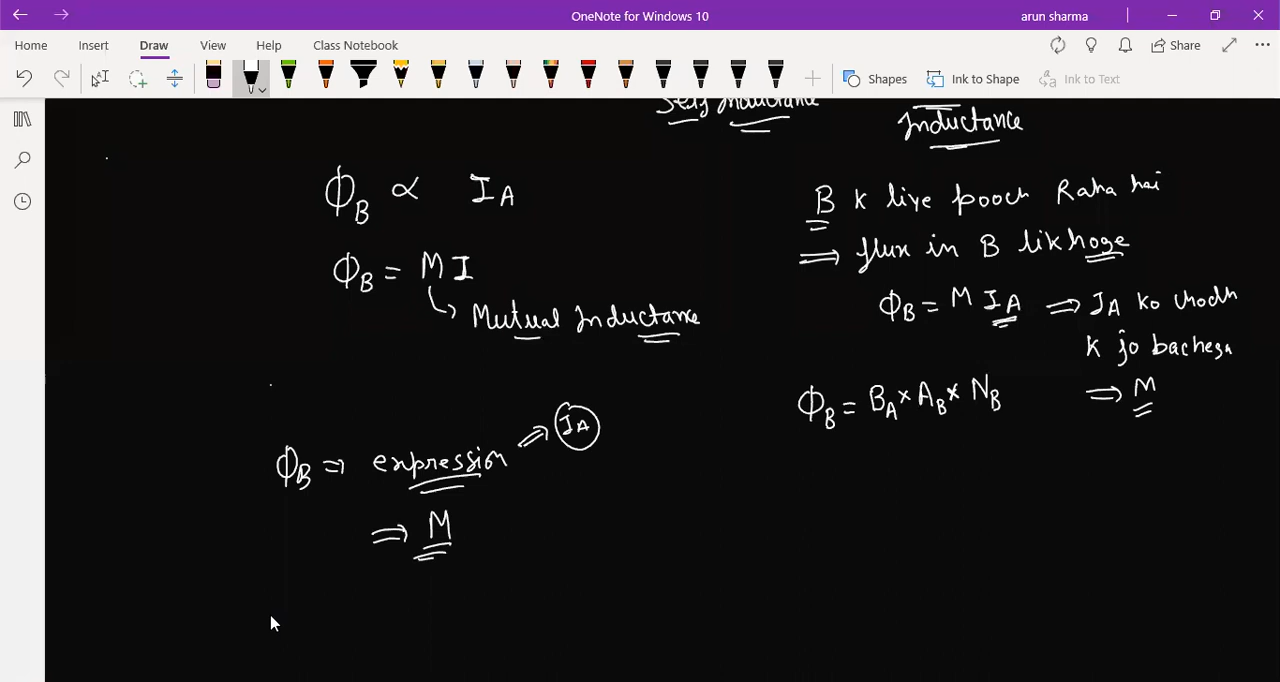 OneNote for Windows 10
arun sharma
Home Insert Draw View Help Class Notebook
Share
Shapes
Ink to Shape
Ink to Text
Self Inductance
Inductance
Φ_B ∝ I_A
Φ_B = M I
↳ Mutual Inductance
Φ_B ⇒ expression ⇒ I_A
⇒ M
B k liye pooch Raha hai
⇒ flux in B likhoge
Φ_B = M I_A ⇒ I_A ko chodh
k jo bachega
Φ_B = B_A × A_B × N_B ⇒ M